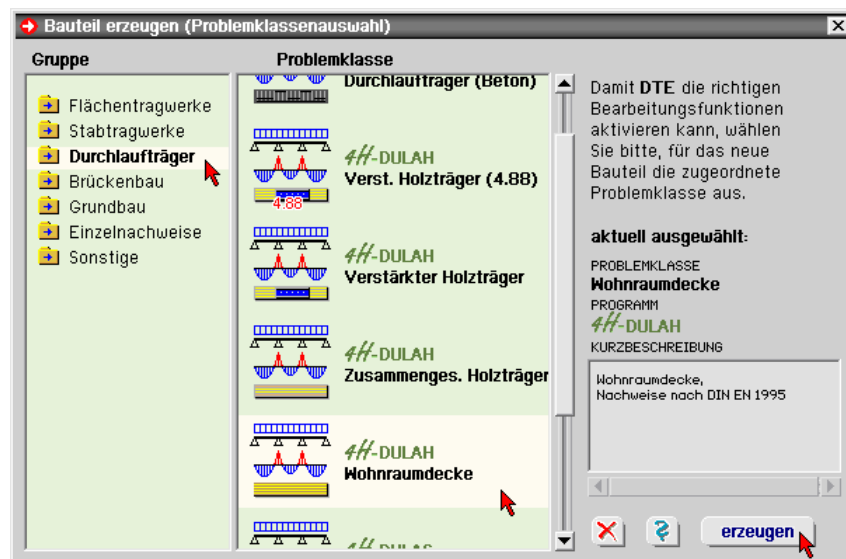 Bauteil erzeugen (Problemklassenauswahl)
Gruppe
Problemklasse
Flächentragwerke
Stabtragwerke
Durchlaufträger
Brückenbau
Grundbau
Einzelnachweise
Sonstige
Durchlaufträger (Beton)
4H-DULAH
Verst. Holzträger (4.88)
4.88
4H-DULAH
Verstärkter Holzträger
4H-DULAH
Zusammenges. Holzträger
4H-DULAH
Wohnraumdecke
Damit DTE die richtigen
Bearbeitungsfunktionen
aktivieren kann, wählen
Sie bitte, für das neue
Bauteil die zugeordnete
Problemklasse aus.
aktuell ausgewählt:
PROBLEMKLASSE
Wohnraumdecke
PROGRAMM
4H-DULAH
KURZBESCHREIBUNG
Wohnraumdecke,
Nachweise nach DIN EN 1995
erzeugen